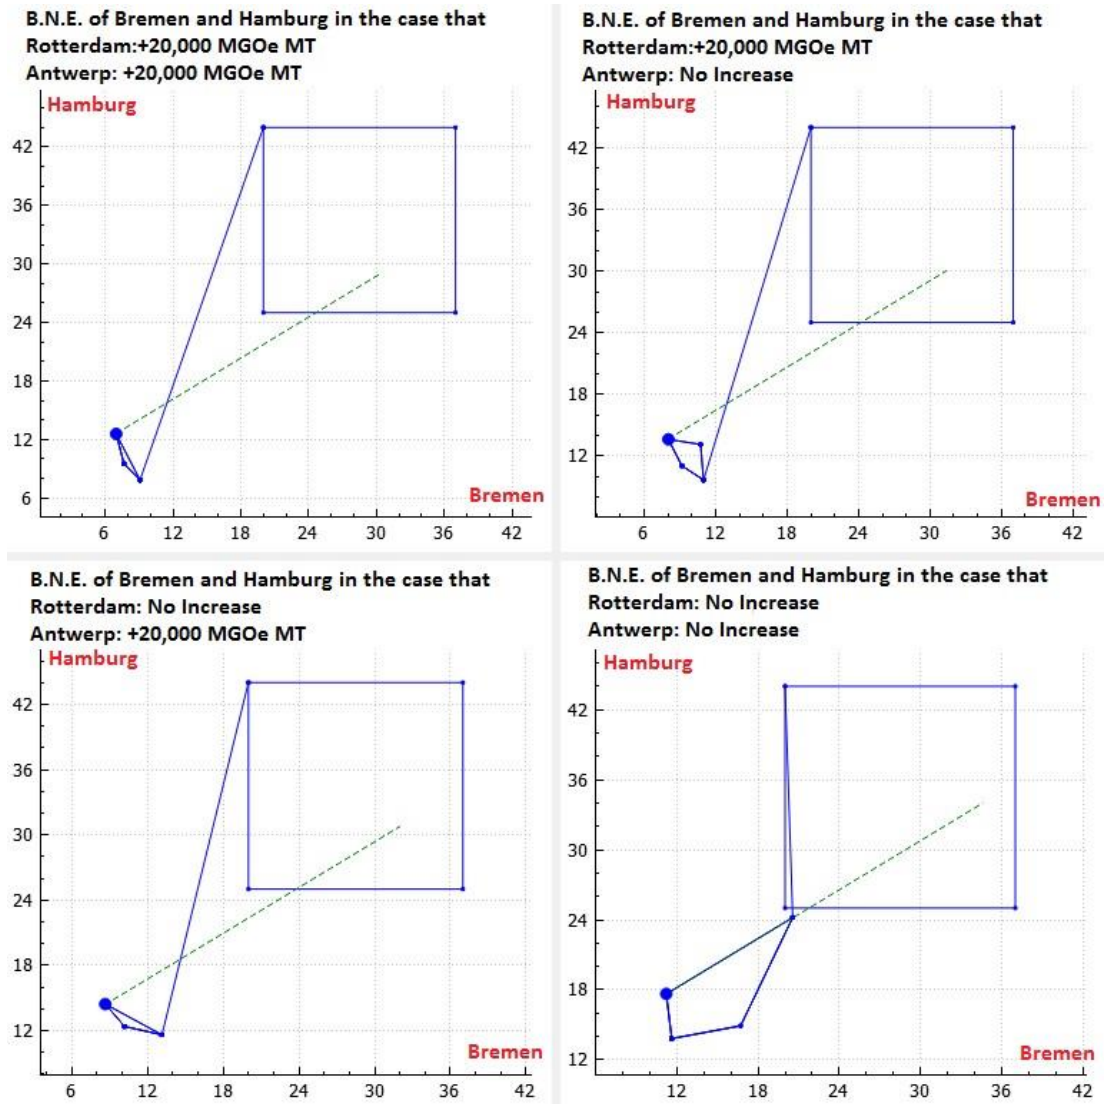 B.N.E. of Bremen and Hamburg in the case that
Rotterdam:+20,000 MGOe MT
Antwerp: +20,000 MGOe MT
Hamburg
42
36
30
24
18
12
6
Bremen
6 12 18 24 30 36 42
B.N.E. of Bremen and Hamburg in the case that
Rotterdam:+20,000 MGOe MT
Antwerp: No Increase
Hamburg
42
36
30
24
18
12
Bremen
6 12 18 24 30 36 42
B.N.E. of Bremen and Hamburg in the case that
Rotterdam: No Increase
Antwerp: +20,000 MGOe MT
Hamburg
42
36
30
24
18
12
Bremen
6 12 18 24 30 36 42
B.N.E. of Bremen and Hamburg in the case that
Rotterdam: No Increase
Antwerp: No Increase
Hamburg
42
36
30
24
18
12
Bremen
12 18 24 30 36 42